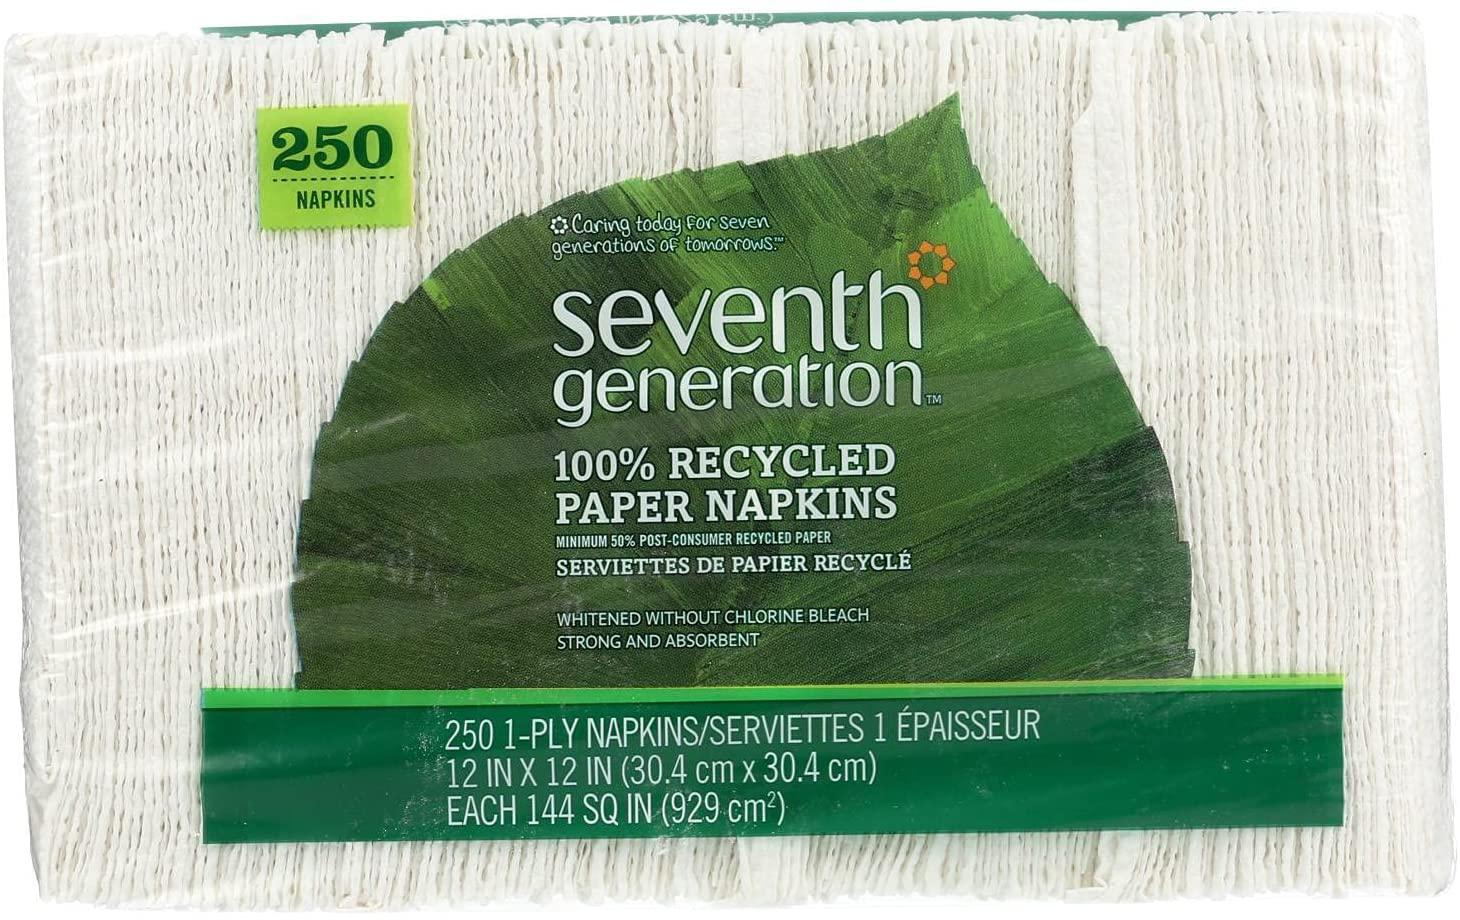 250
NAPKINS
Caring today for seven
generations of tomorrows.™
seventh
generation™
100% RECYCLED
PAPER NAPKINS
MINIMUM 50% POST-CONSUMER RECYCLED PAPER
SERVIETTES DE PAPIER RECYCLÉ
WHITENED WITHOUT CHLORINE BLEACH
STRONG AND ABSORBENT
250 1-PLY NAPKINS/SERVIETTES 1 ÉPAISSEUR
12 IN X 12 IN (30.4 cm x 30.4 cm)
EACH 144 SQ IN (929 cm²)